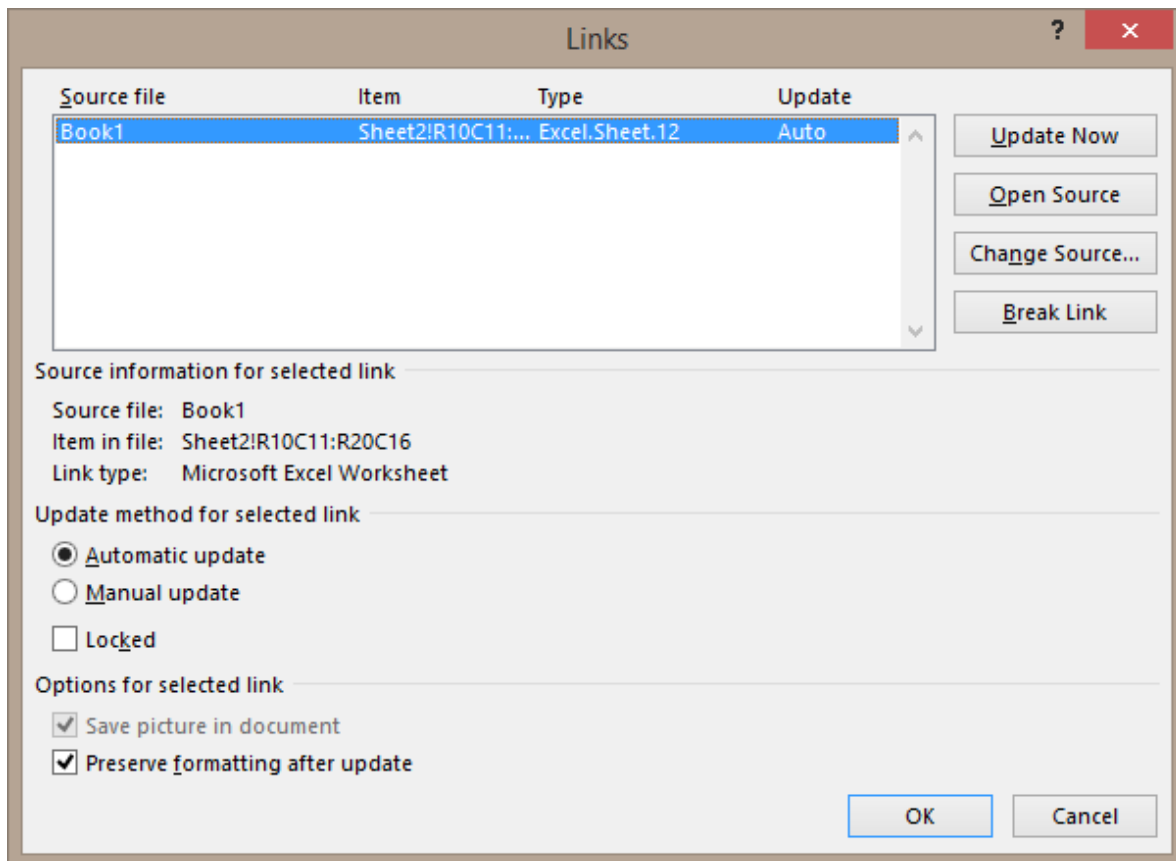 Links
?
Source file Item Type Update
Book1 Sheet2!R10C11:... Excel.Sheet.12 Auto
Update Now
Open Source
Change Source...
Break Link
Source information for selected link
Source file: Book1
Item in file: Sheet2!R10C11:R20C16
Link type: Microsoft Excel Worksheet
Update method for selected link
Automatic update
Manual update
Locked
Options for selected link
Save picture in document
Preserve formatting after update
OK Cancel